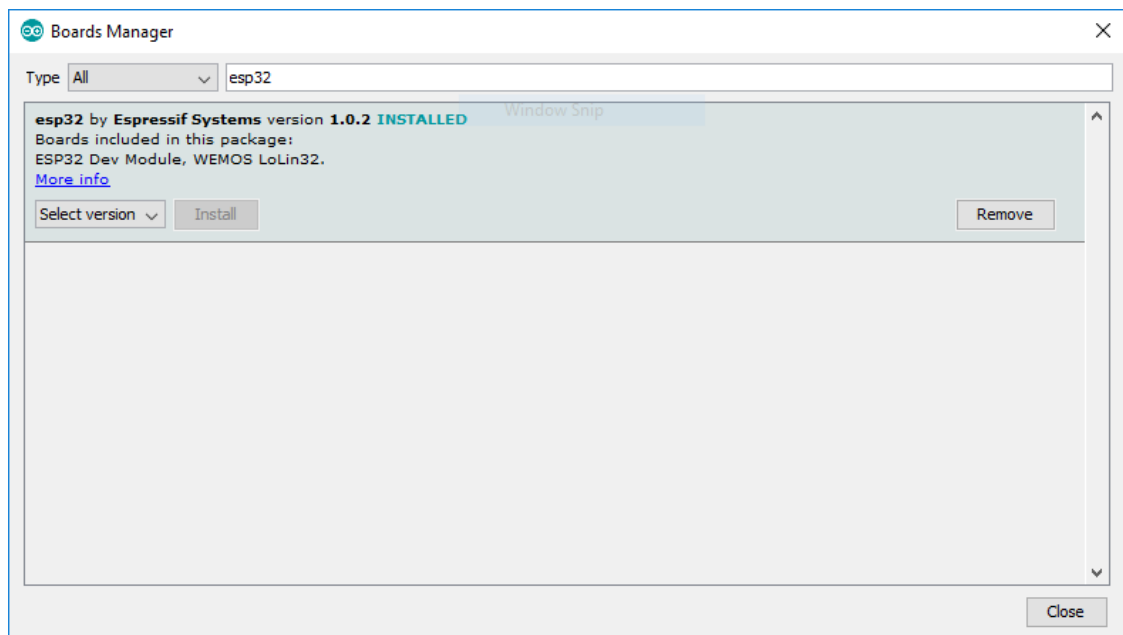 Boards Manager
Type All esp32
Window Snip
esp32 by Espressif Systems version 1.0.2 INSTALLED
Boards included in this package:
ESP32 Dev Module, WEMOS LoLin32.
More info
Select version Install Remove
Close